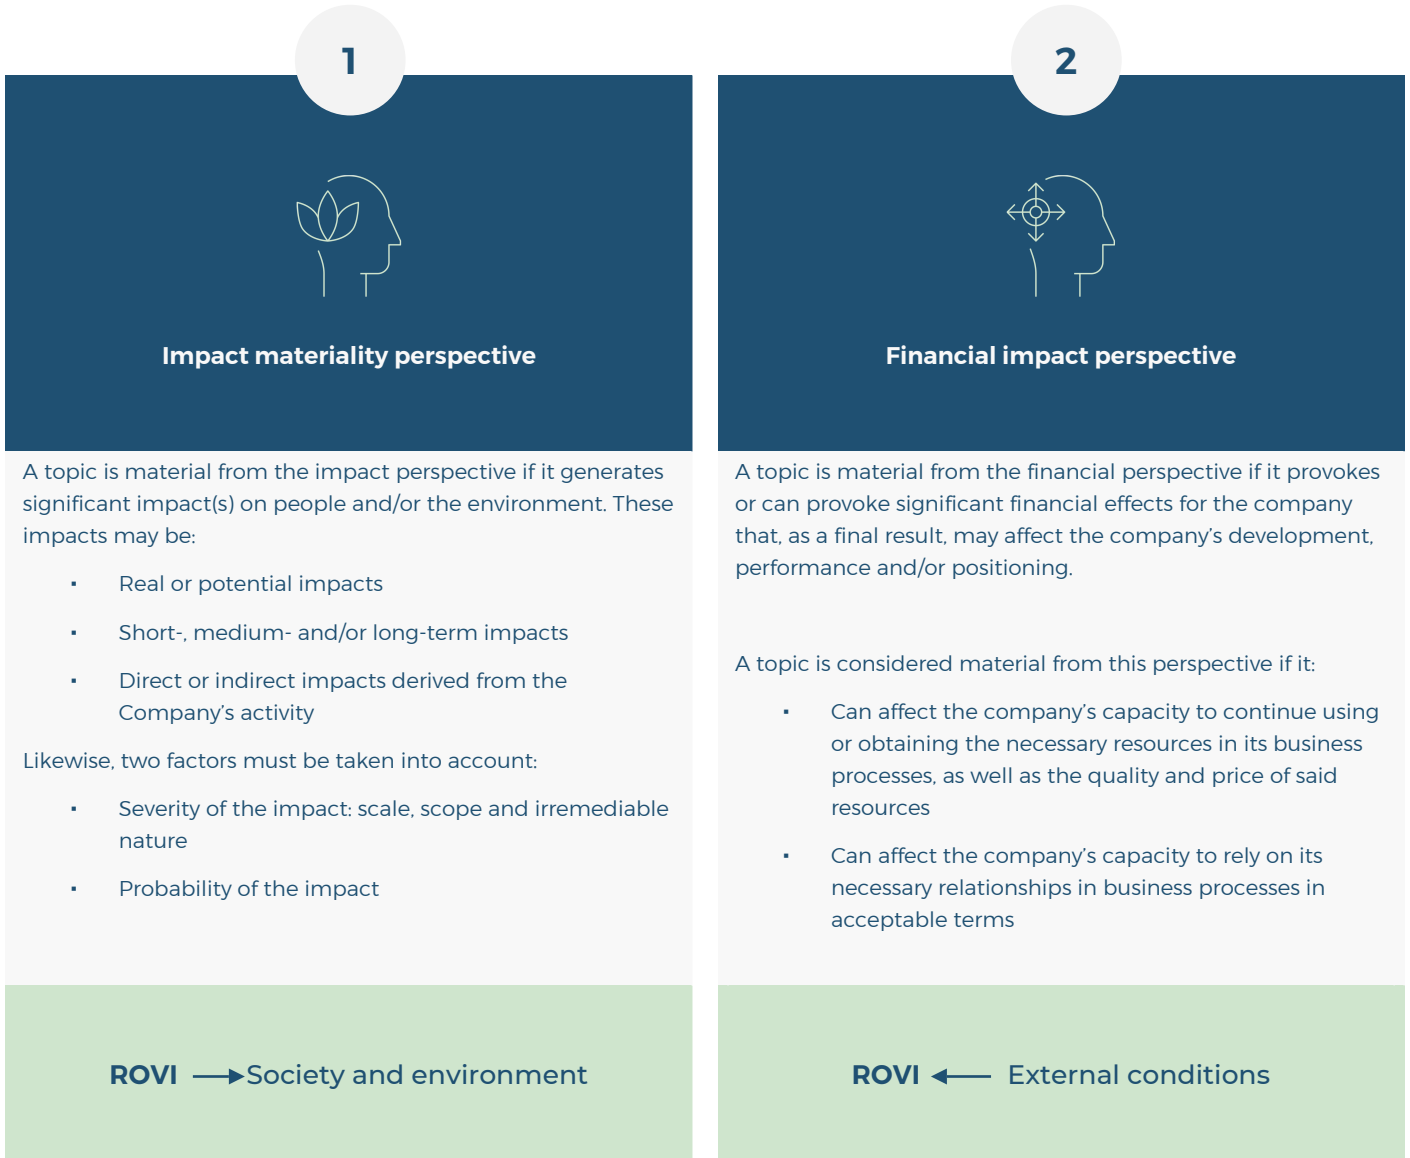 1
Impact materiality perspective
A topic is material from the impact perspective if it generates
significant impact(s) on people and/or the environment. These
impacts may be:
▪ Real or potential impacts
▪ Short-, medium- and/or long-term impacts
▪ Direct or indirect impacts derived from the
Company's activity
Likewise, two factors must be taken into account:
▪ Severity of the impact: scale, scope and irremediable
nature
▪ Probability of the impact
ROVI → Society and environment
2
Financial impact perspective
A topic is material from the financial perspective if it provokes
or can provoke significant financial effects for the company
that, as a final result, may affect the company's development,
performance and/or positioning.
A topic is considered material from this perspective if it:
▪ Can affect the company's capacity to continue using
or obtaining the necessary resources in its business
processes, as well as the quality and price of said
resources
▪ Can affect the company's capacity to rely on its
necessary relationships in business processes in
acceptable terms
ROVI ← External conditions